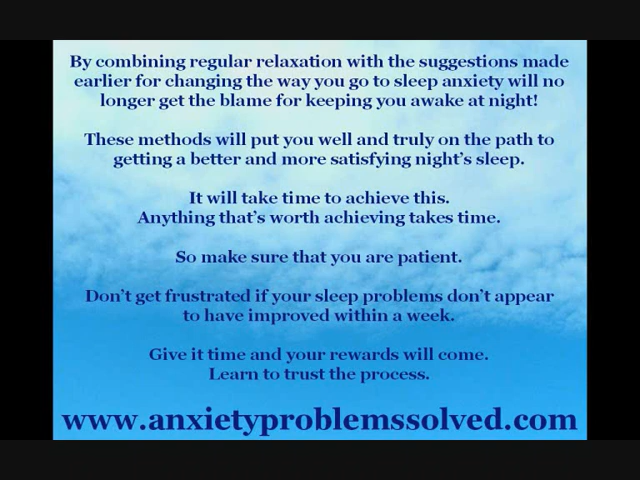 By combining regular relaxation with the suggestions made
earlier for changing the way you go to sleep anxiety will no
longer get the blame for keeping you awake at night!
These methods will put you well and truly on the path to
getting a better and more satisfying night's sleep.
It will take time to achieve this.
Anything that's worth achieving takes time.
So make sure that you are patient.
Don't get frustrated if your sleep problems don't appear
to have improved within a week.
Give it time and your rewards will come.
Learn to trust the process.
www.anxietyproblemssolved.com